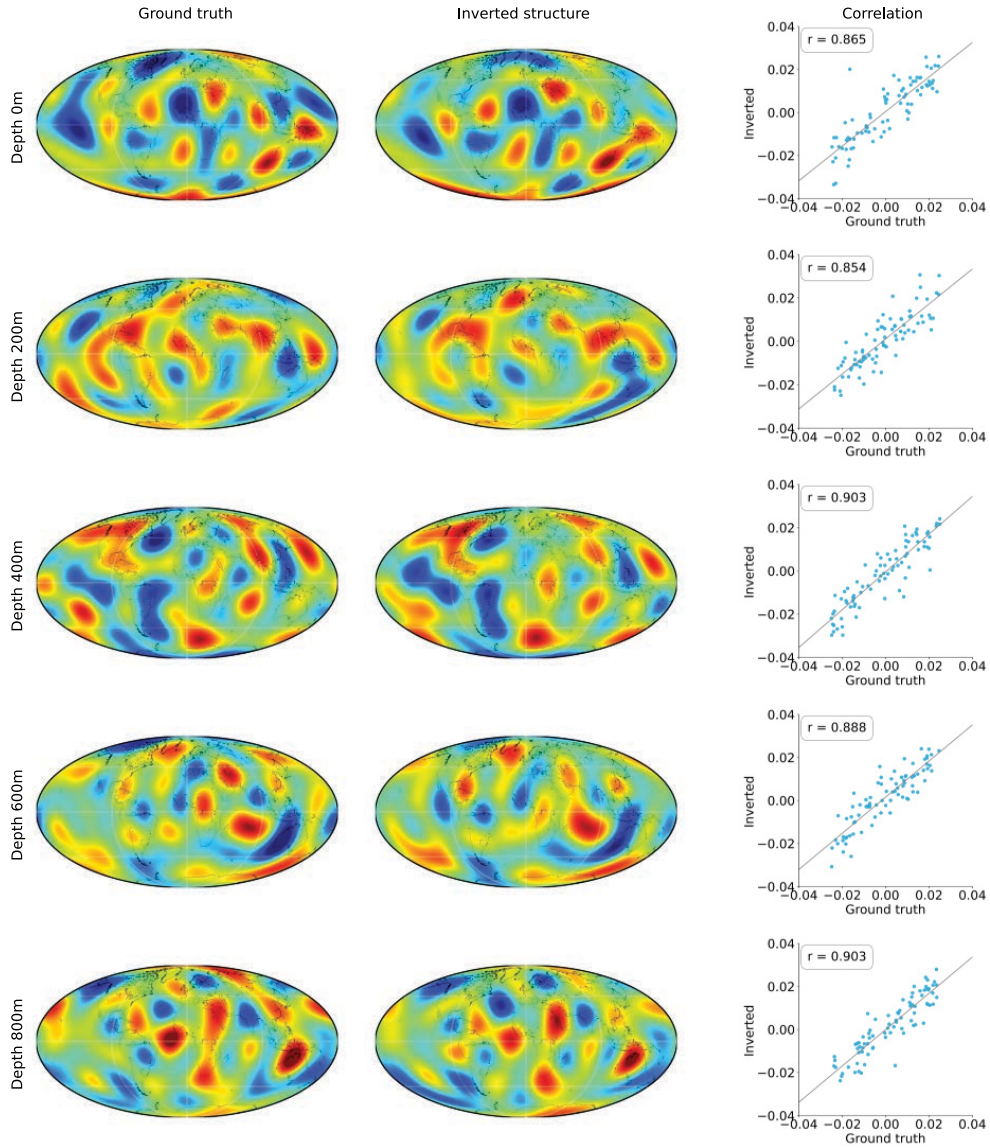 Ground truth
Inverted structure
Correlation
Depth 0m
r = 0.865
0.04
0.02
0.00
−0.02
−0.04
Inverted
−0.04 −0.02 0.00 0.02 0.04
Ground truth
Depth 200m
r = 0.854
0.04
0.02
0.00
−0.02
−0.04
Inverted
−0.04 −0.02 0.00 0.02 0.04
Ground truth
Depth 400m
r = 0.903
0.04
0.02
0.00
−0.02
−0.04
Inverted
−0.04 −0.02 0.00 0.02 0.04
Ground truth
Depth 600m
r = 0.888
0.04
0.02
0.00
−0.02
−0.04
Inverted
−0.04 −0.02 0.00 0.02 0.04
Ground truth
Depth 800m
r = 0.903
0.04
0.02
0.00
−0.02
−0.04
Inverted
−0.04 −0.02 0.00 0.02 0.04
Ground truth